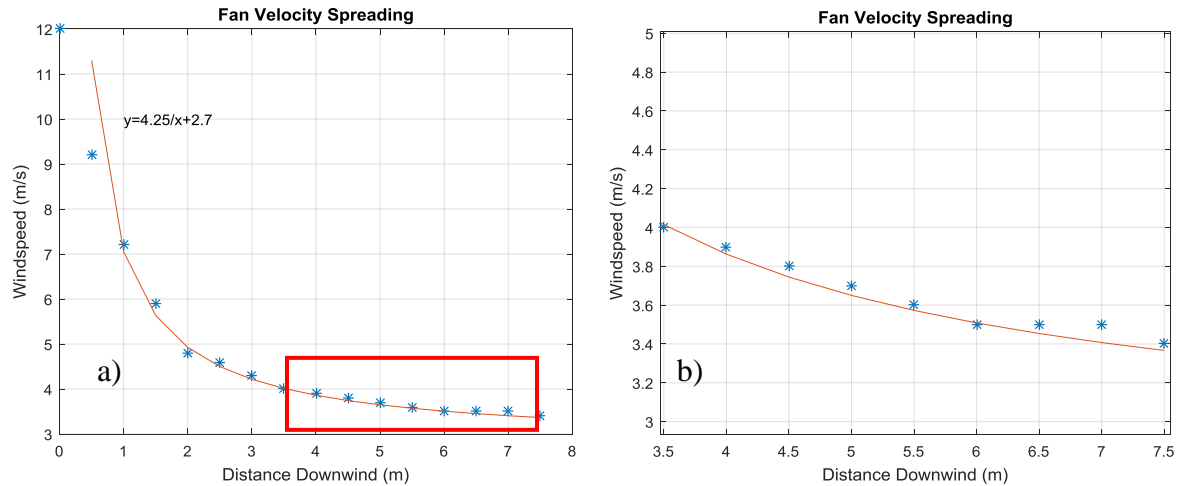 Fan Velocity Spreading
12
11
10
9
8
7
6
5
4
3
Windspeed (m/s)
y=4.25/x+2.7
a)
0 1 2 3 4 5 6 7 8
Distance Downwind (m)
Fan Velocity Spreading
5
4.8
4.6
4.4
4.2
4
3.8
3.6
3.4
3.2
3
Windspeed (m/s)
b)
3.5 4 4.5 5 5.5 6 6.5 7 7.5
Distance Downwind (m)